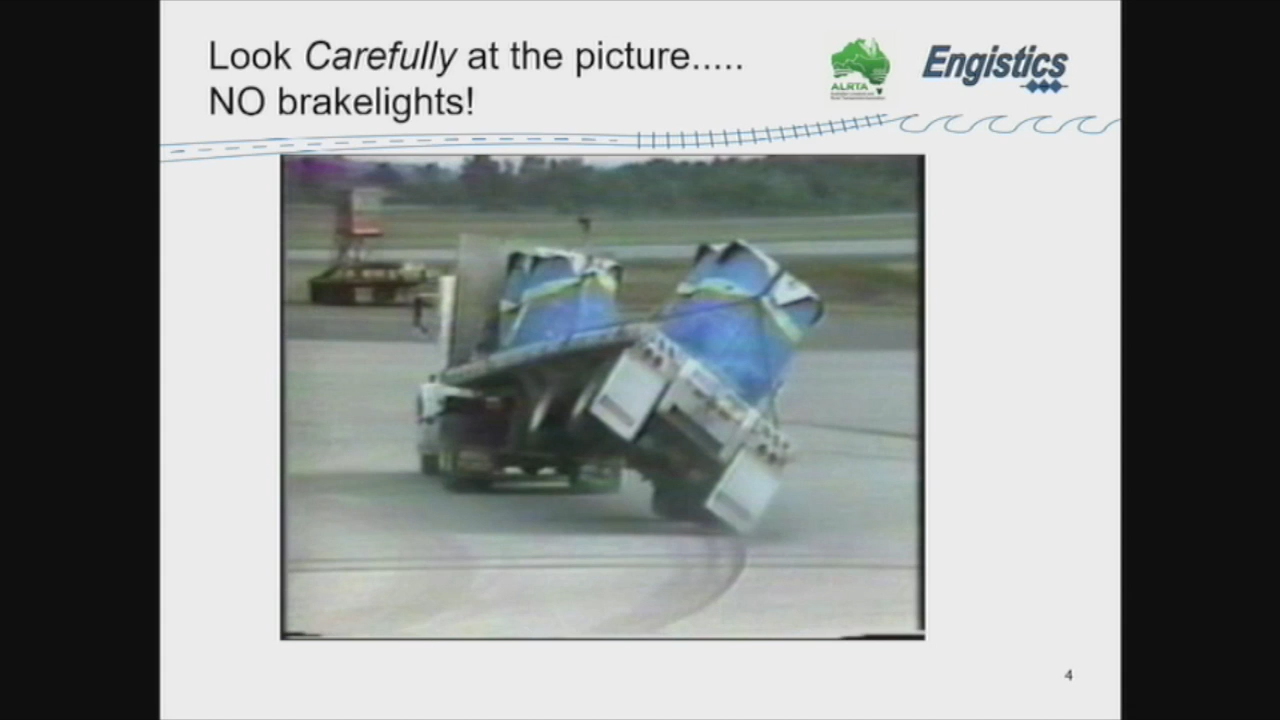 Look Carefully at the picture.....
NO brakelights!
ALRTA
Engistics
4